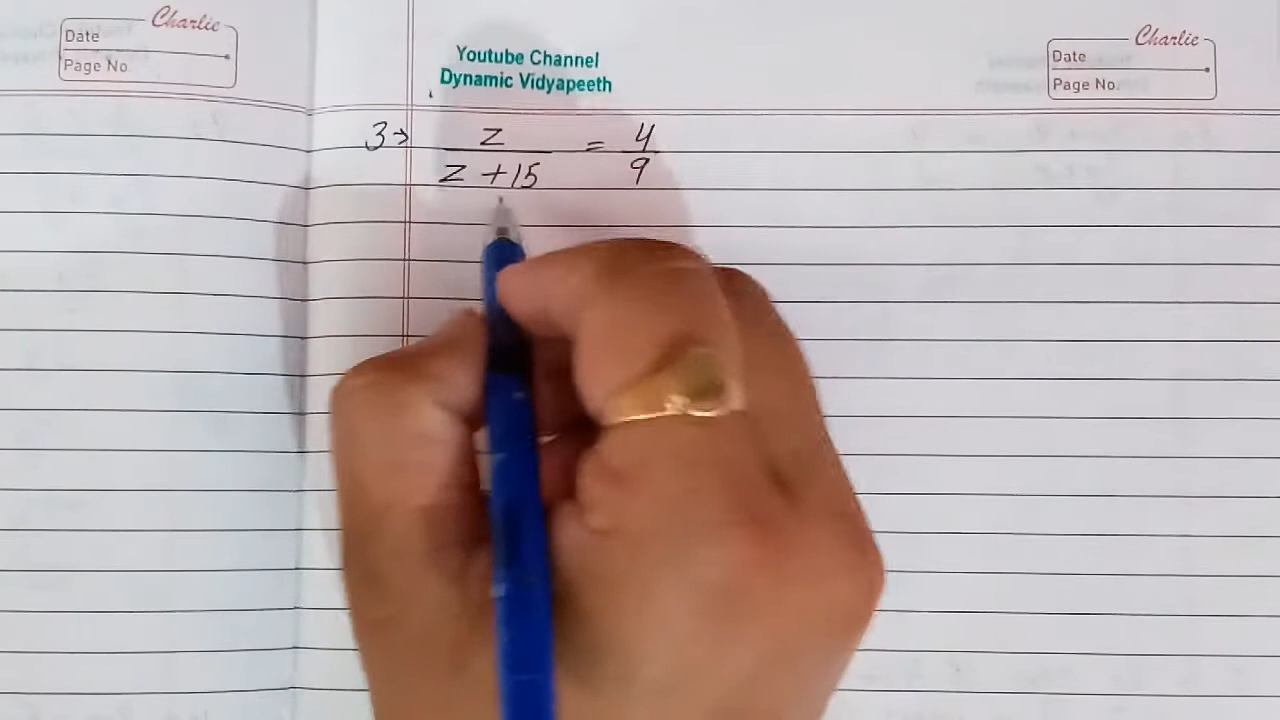 Charlie
Date
Page No.
Youtube Channel
Dynamic Vidyapeeth
Charlie
Date
Page No.
3→ z/(z + 15) = 4/9